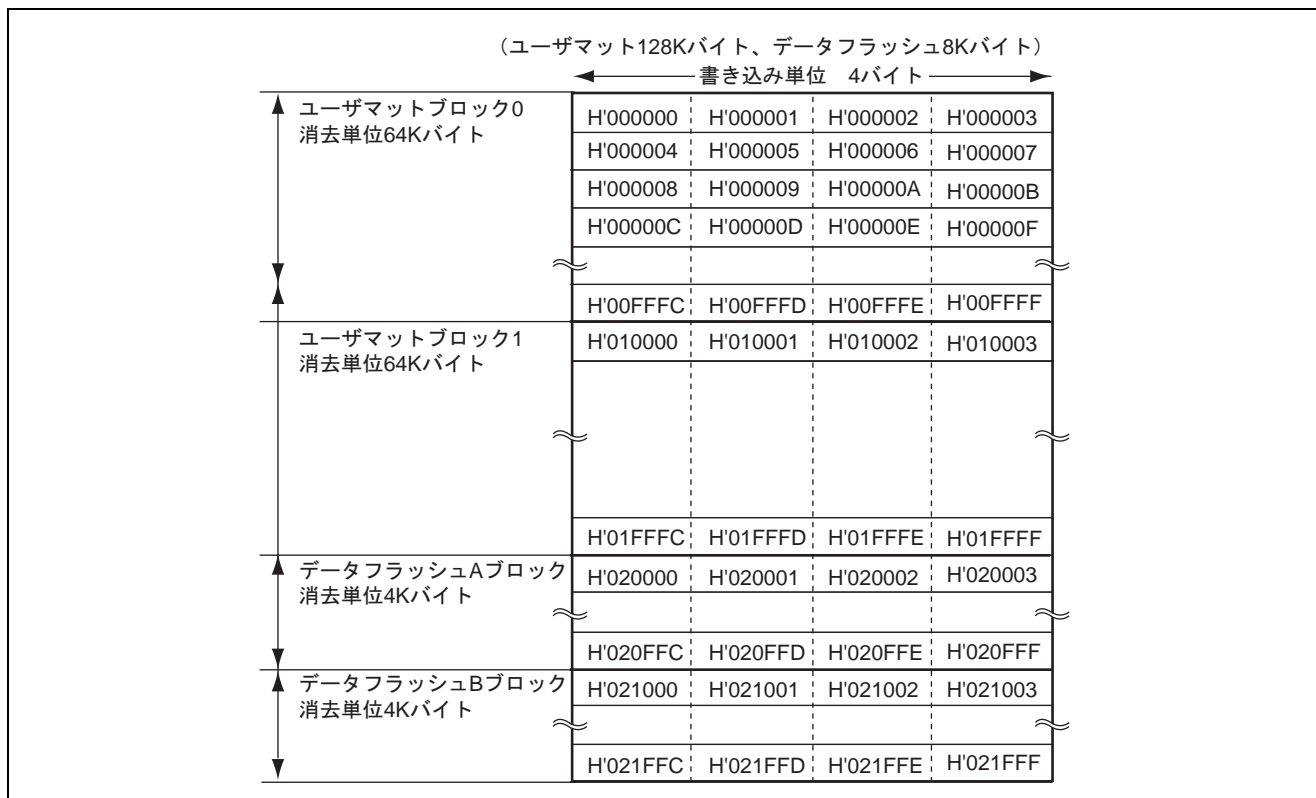 （ユーザマット128Kバイト、データフラッシュ8Kバイト）
書き込み単位　4バイト
ユーザマットブロック0
消去単位64Kバイト
H'000000 H'000001 H'000002 H'000003
H'000004 H'000005 H'000006 H'000007
H'000008 H'000009 H'00000A H'00000B
H'00000C H'00000D H'00000E H'00000F
H'00FFFC H'00FFFD H'00FFFE H'00FFFF
ユーザマットブロック1
消去単位64Kバイト
H'010000 H'010001 H'010002 H'010003
H'01FFFC H'01FFFD H'01FFFE H'01FFFF
データフラッシュAブロック
消去単位4Kバイト
H'020000 H'020001 H'020002 H'020003
H'020FFC H'020FFD H'020FFE H'020FFF
データフラッシュBブロック
消去単位4Kバイト
H'021000 H'021001 H'021002 H'021003
H'021FFC H'021FFD H'021FFE H'021FFF